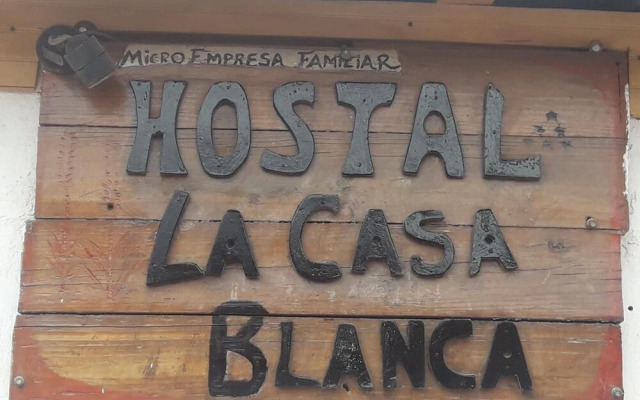 MICRO EMPRESA FAMILIAR
HOSTAL
LA CASA
BLANCA